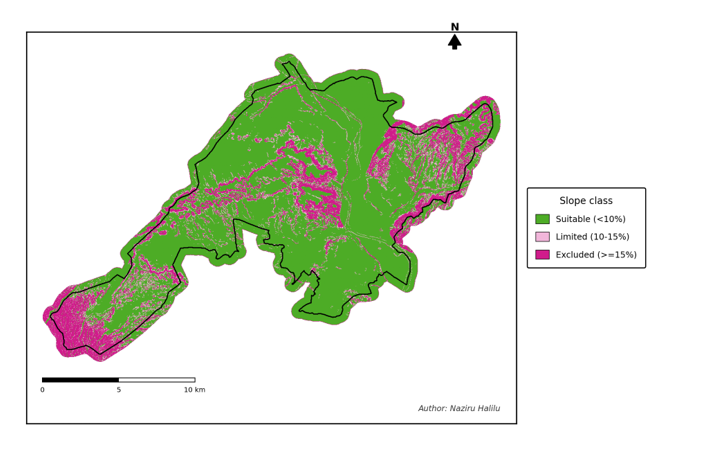 N
Slope class
Suitable (<10%)
Limited (10-15%)
Excluded (>=15%)
0 5 10 km
Author: Naziru Halilu